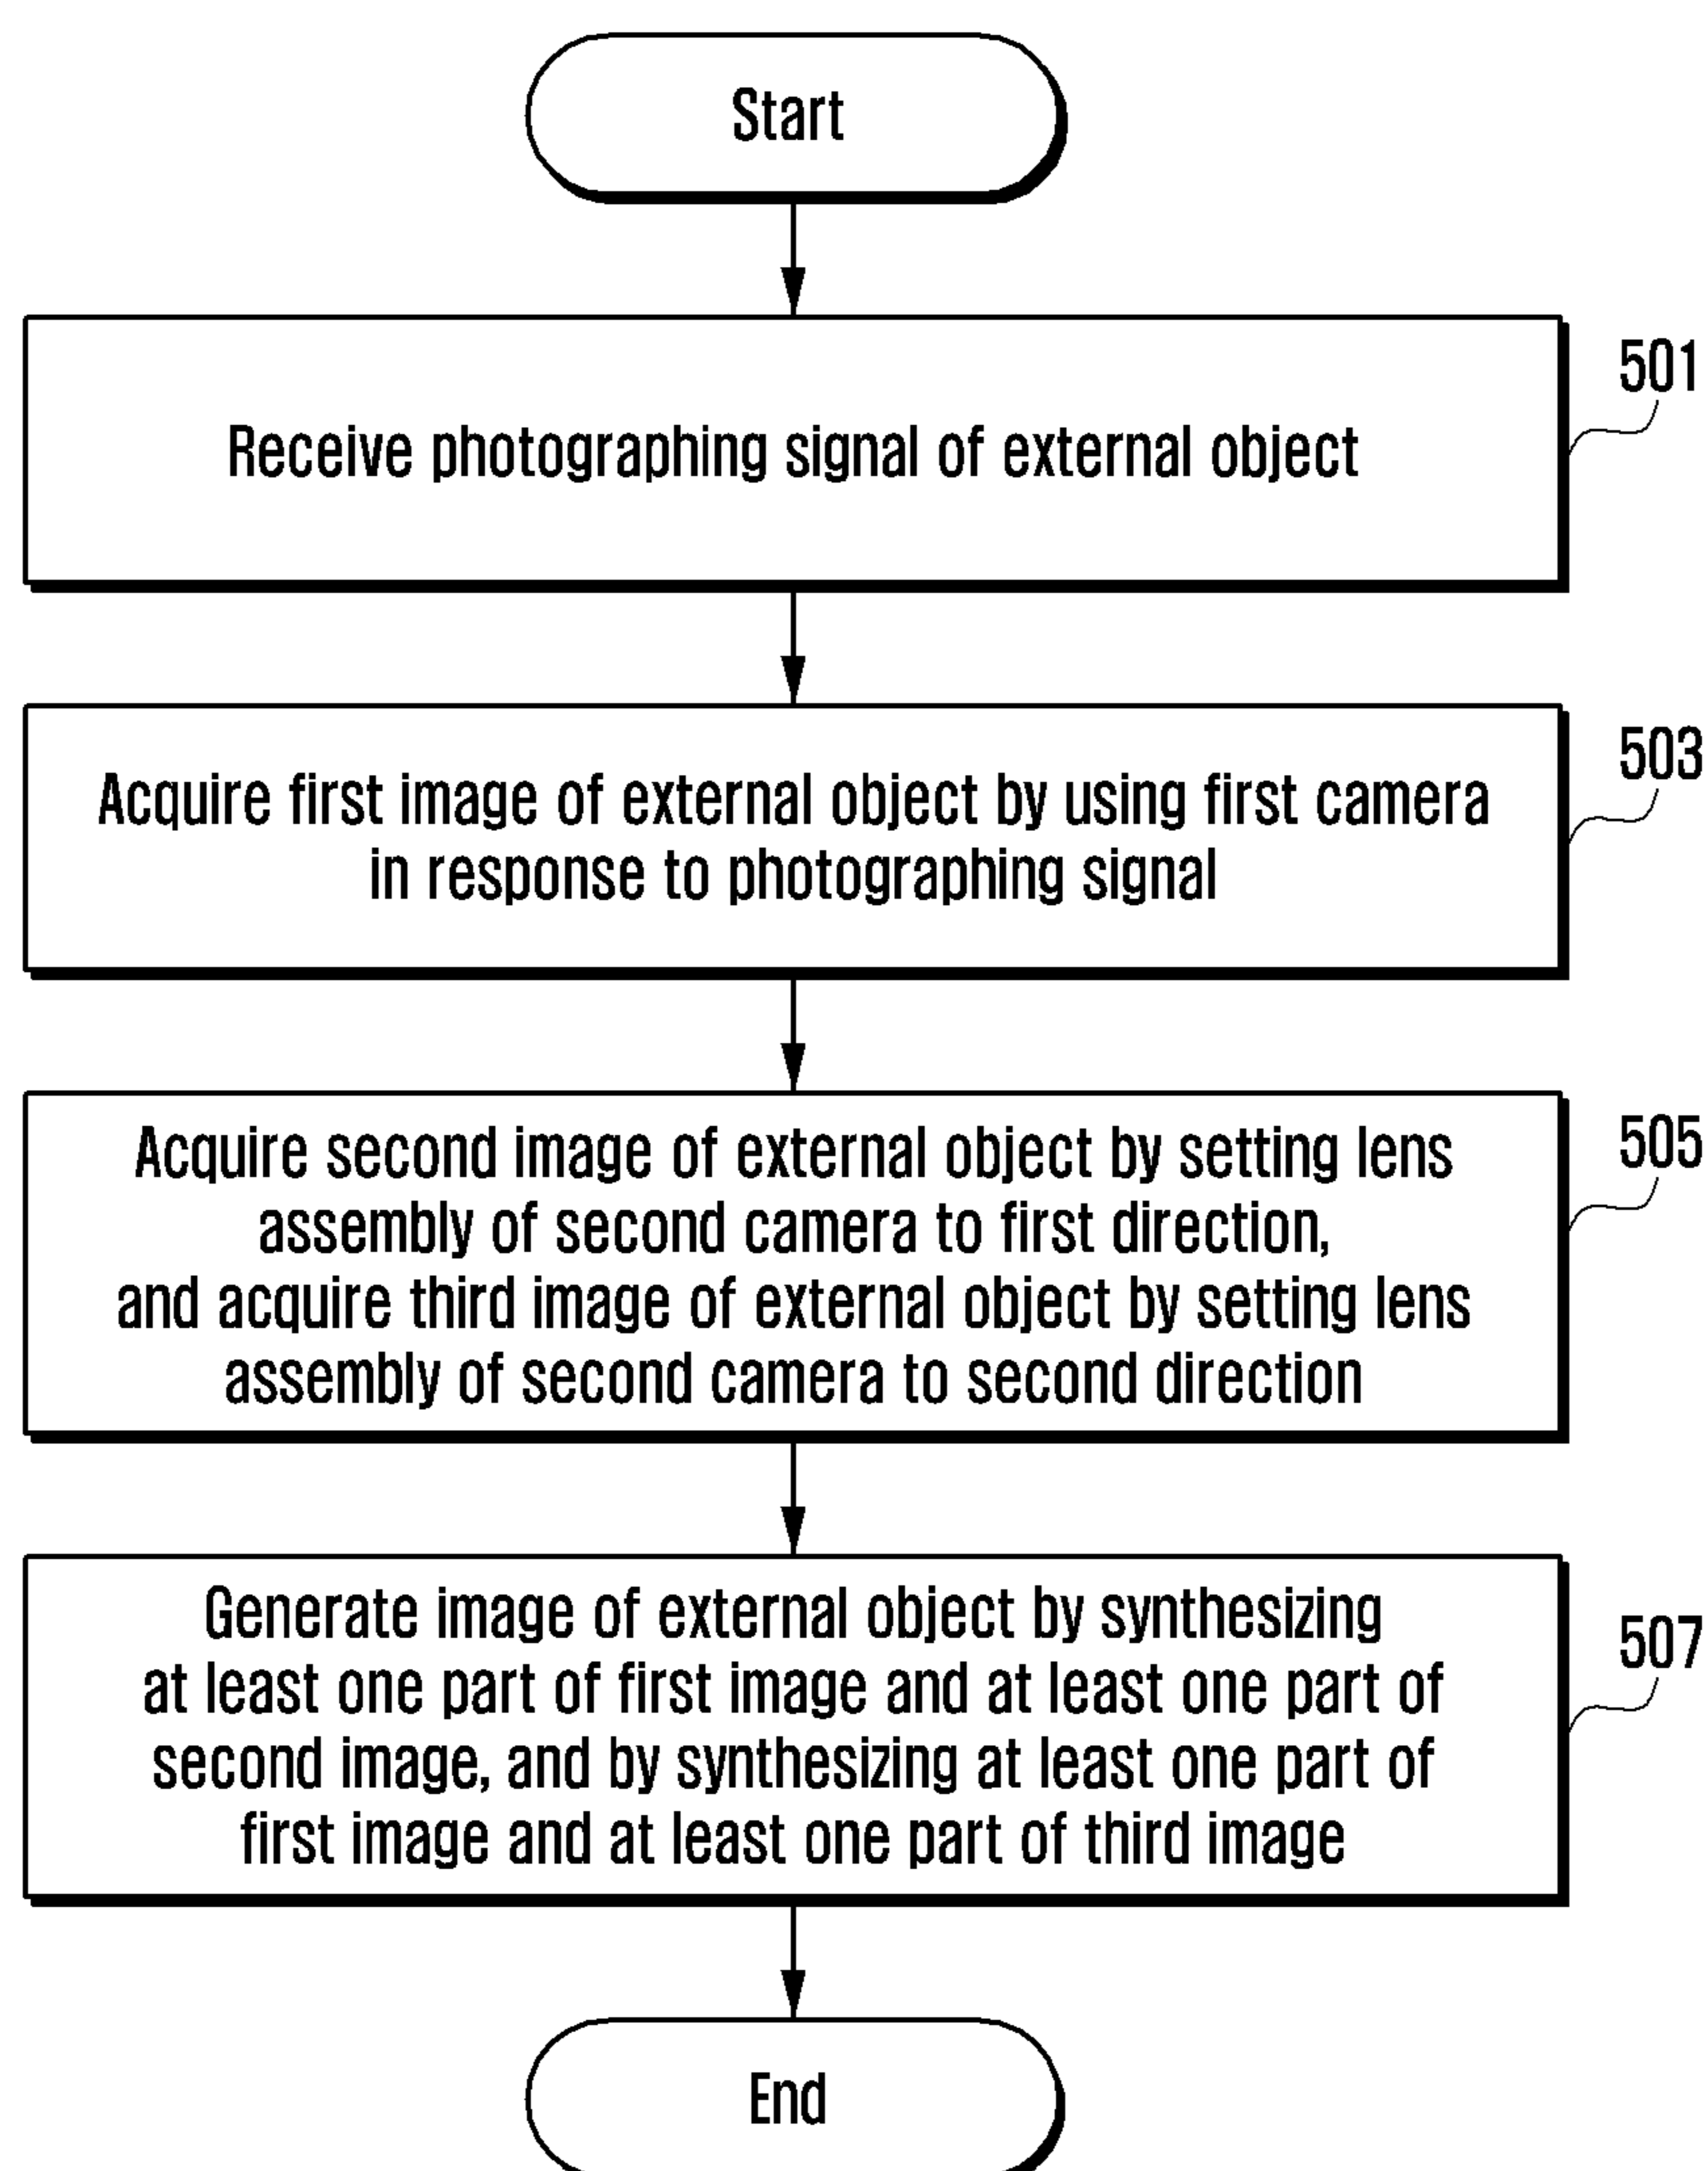 Start
501
Receive photographing signal of external object
503
Acquire first image of external object by using first camera
in response to photographing signal
505
Acquire second image of external object by setting lens
assembly of second camera to first direction,
and acquire third image of external object by setting lens
assembly of second camera to second direction
507
Generate image of external object by synthesizing
at least one part of first image and at least one part of
second image, and by synthesizing at least one part of
first image and at least one part of third image
End